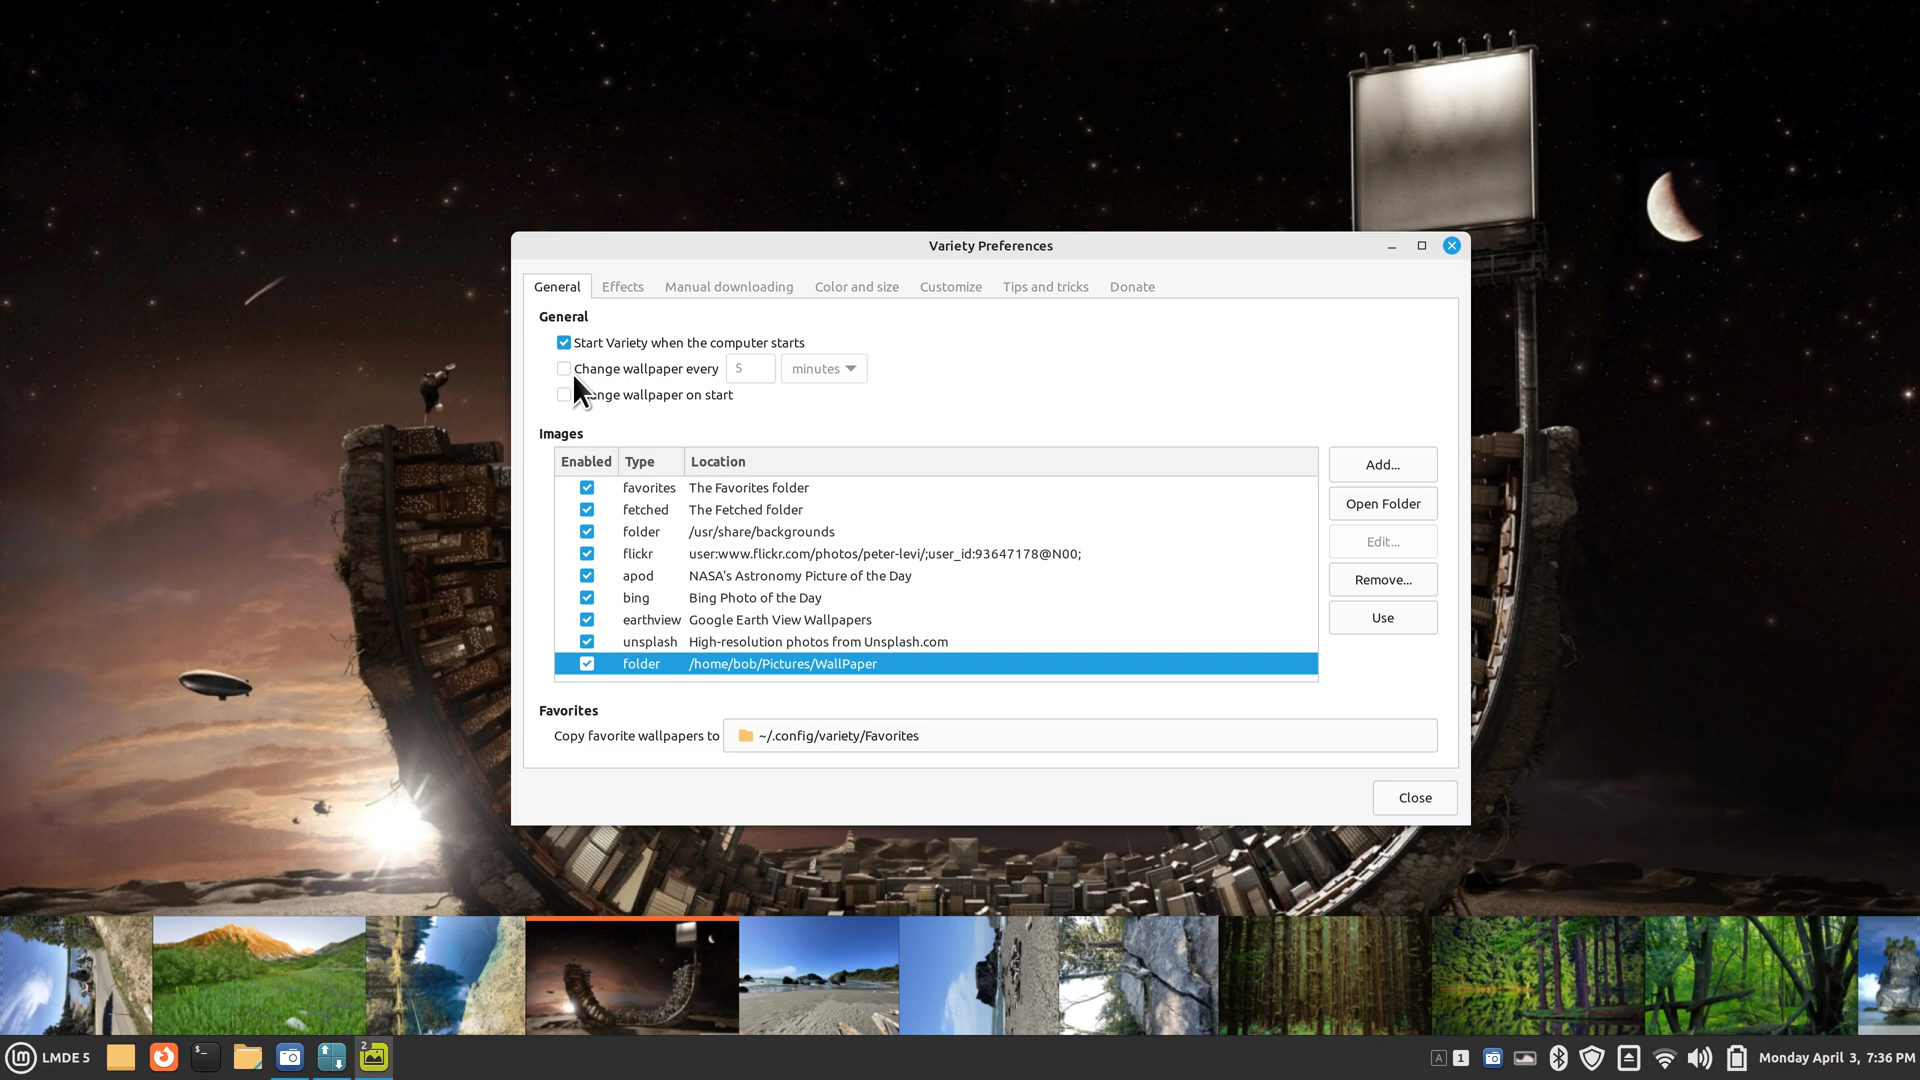 Variety Preferences
General Effects Manual downloading Color and size Customize Tips and tricks Donate
General
Start Variety when the computer starts
Change wallpaper every 5 minutes
nge wallpaper on start
Images
Enabled Type Location
favorites The Favorites folder
fetched The Fetched folder
folder /usr/share/backgrounds
flickr user:www.flickr.com/photos/peter-levi/;user_id:93647178@N00;
apod NASA's Astronomy Picture of the Day
bing Bing Photo of the Day
earthview Google Earth View Wallpapers
unsplash High-resolution photos from Unsplash.com
folder /home/bob/Pictures/WallPaper
Add...
Open Folder
Edit...
Remove...
Use
Favorites
Copy favorite wallpapers to ~/.config/variety/Favorites
Close
lm LMDE 5 $_ 2 A 1 Monday April 3, 7:36 PM